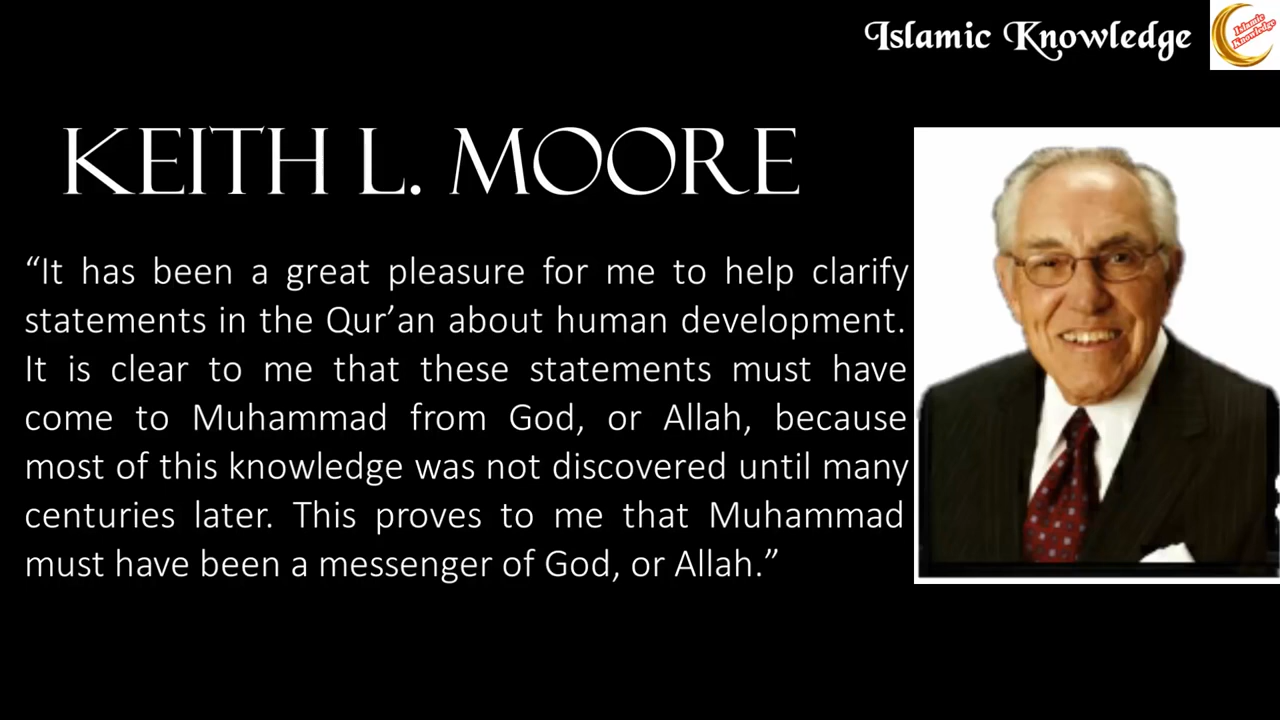 Islamic Knowledge
Islamic
Knowledge
KEITH L. MOORE
“It has been a great pleasure for me to help clarify
statements in the Qur’an about human development.
It is clear to me that these statements must have
come to Muhammad from God, or Allah, because
most of this knowledge was not discovered until many
centuries later. This proves to me that Muhammad
must have been a messenger of God, or Allah.”